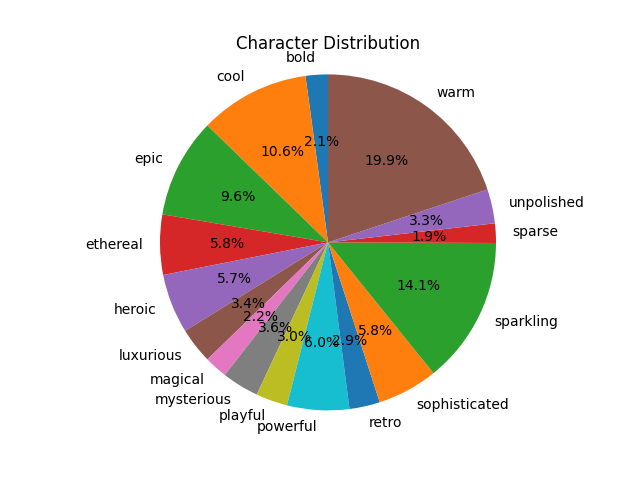 Character Distribution
bold
2.1%
cool
10.6%
epic
9.6%
ethereal
5.8%
heroic
5.7%
luxurious
3.4%
magical
2.2%
mysterious
3.6%
playful
3.0%
powerful
6.0%
retro
2.9%
sophisticated
5.8%
sparkling
14.1%
sparse
1.9%
unpolished
3.3%
warm
19.9%